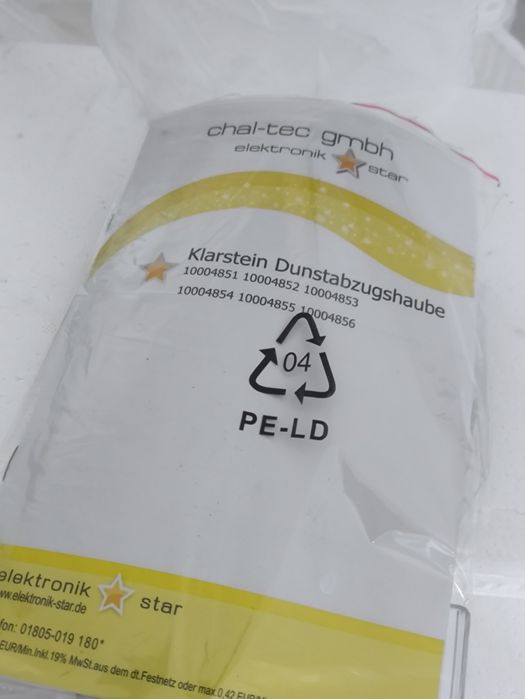 chal-tec gmbh
elektronik star
Klarstein Dunstabzugshaube
10004851 10004852 10004853
10004854 10004855 10004856
04
PE-LD
elektronik star
www.elektronik-star.de
fon: 01805-019 180*
EUR/Min.inkl.19% MwSt.aus dem dt.Festnetz oder max.0,42